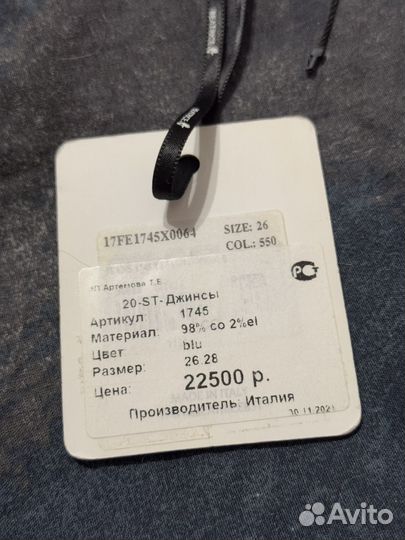 17FE1745X0064 SIZE: 26
COL.: 550
ИП Артемова Т.Е.
20-ST-Джинсы
Артикул: 1745
Материал: 98% co 2%el
Цвет blu
Размер: 26.28
Цена: 22500 р.
Производитель: Италия
30.11.2021
Avito